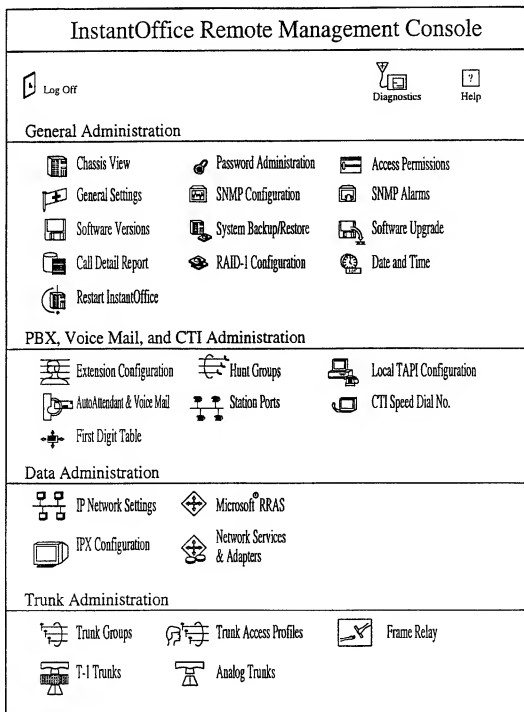 InstantOffice Remote Management Console
Log Off
Diagnostics
?
Help
General Administration
Chassis View
Password Administration
Access Permissions
General Settings
SNMP Configuration
SNMP Alarms
Software Versions
System Backup/Restore
Software Upgrade
Call Detail Report
RAID-1 Configuration
Date and Time
Restart InstantOffice
PBX, Voice Mail, and CTI Administration
Extension Configuration
Hunt Groups
Local TAPI Configuration
AutoAttendant & Voice Mail
Station Ports
CTI Speed Dial No.
First Digit Table
Data Administration
IP Network Settings
Microsoft® RRAS
IPX Configuration
Network Services
& Adapters
Trunk Administration
Trunk Groups
Trunk Access Profiles
Frame Relay
T-1 Trunks
Analog Trunks